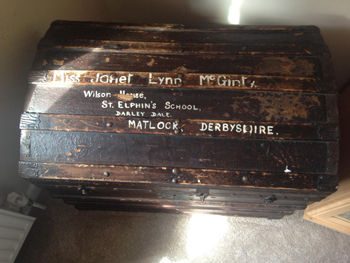 Miss Janet Lynn McGinty,
Wilson House,
St. Elphin's School,
Darley Dale,
Matlock, Derbyshire.